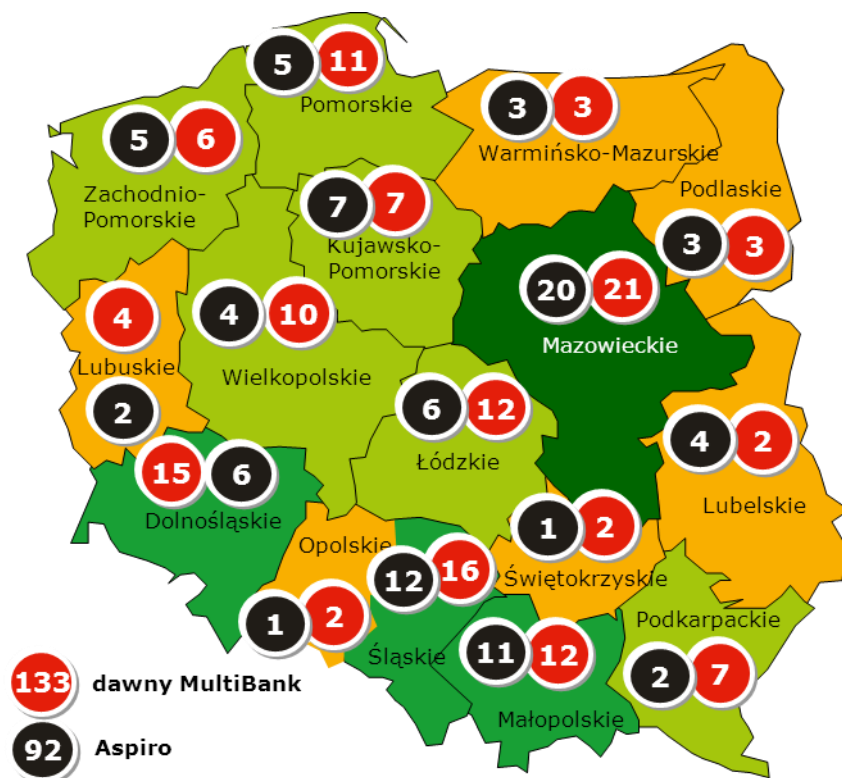 5 11
Pomorskie
3 3
Warmińsko-Mazurskie
5 6
Zachodnio-
Pomorskie
Podlaskie
3 3
7 7
Kujawsko-
Pomorskie
20 21
Mazowieckie
4
Lubuskie
2
4 10
Wielkopolskie
6 12
Łódzkie
4 2
Lubelskie
15 6
Dolnośląskie
Opolskie
1 2
12 16
Śląskie
1 2
Świętokrzyskie
Podkarpackie
2 7
11 12
Małopolskie
133 dawny MultiBank
92 Aspiro